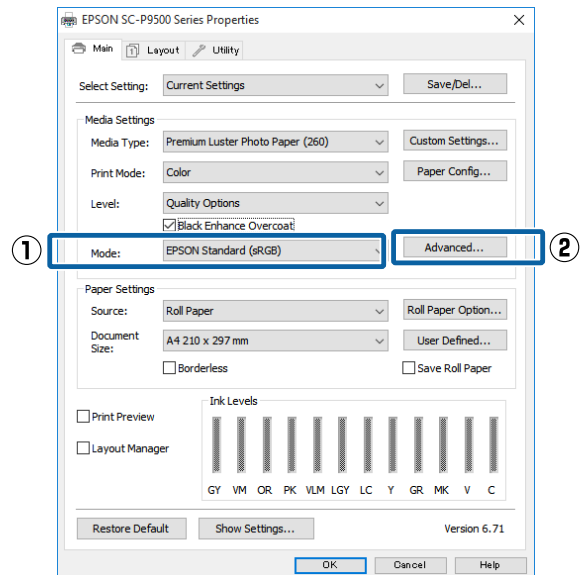 EPSON SC-P9500 Series Properties
Main Layout Utility
Select Setting: Current Settings Save/Del...
Media Settings
Media Type: Premium Luster Photo Paper (260) Custom Settings...
Print Mode: Color Paper Config...
Level: Quality Options
Black Enhance Overcoat
① Mode: EPSON Standard (sRGB) Advanced... ②
Paper Settings
Source: Roll Paper Roll Paper Option...
Document Size: A4 210 x 297 mm User Defined...
Borderless Save Roll Paper
Ink Levels
Print Preview
Layout Manager
GY VM OR PK VLM LGY LC Y GR MK V C
Restore Default Show Settings... Version 6.71
OK Cancel Help